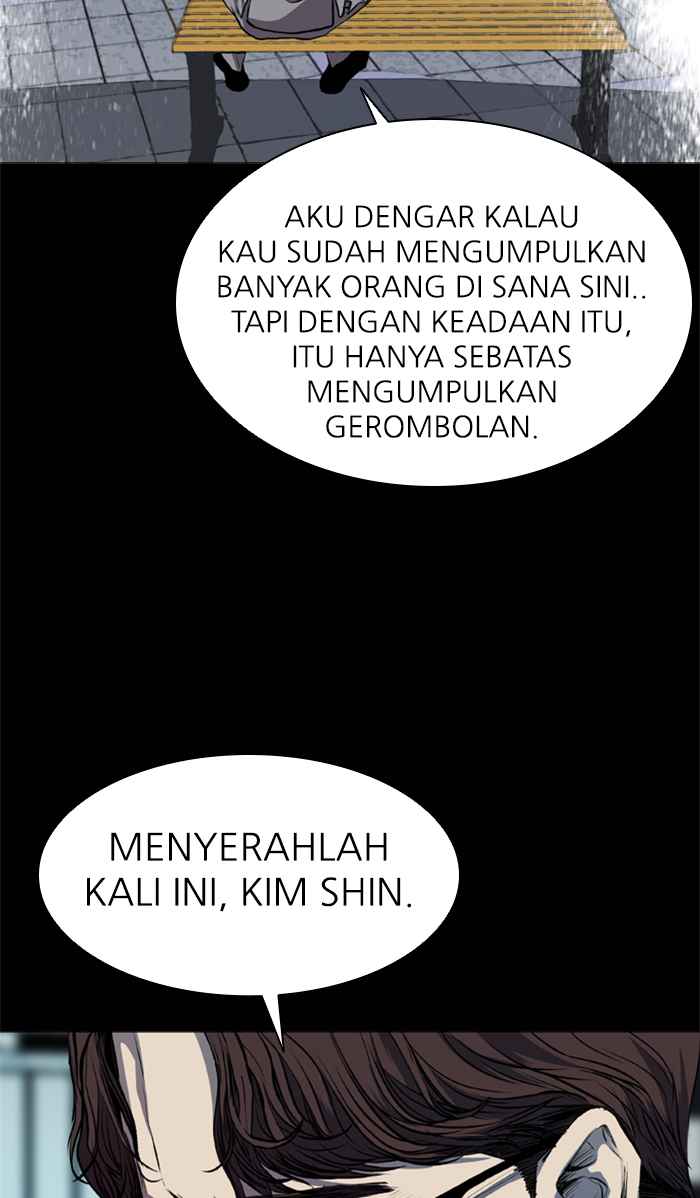 AKU DENGAR KALAU
KAU SUDAH MENGUMPULKAN
BANYAK ORANG DI SANA SINI..
TAPI DENGAN KEADAAN ITU,
ITU HANYA SEBATAS
MENGUMPULKAN
GEROMBOLAN.
MENYERAHLAH
KALI INI, KIM SHIN.